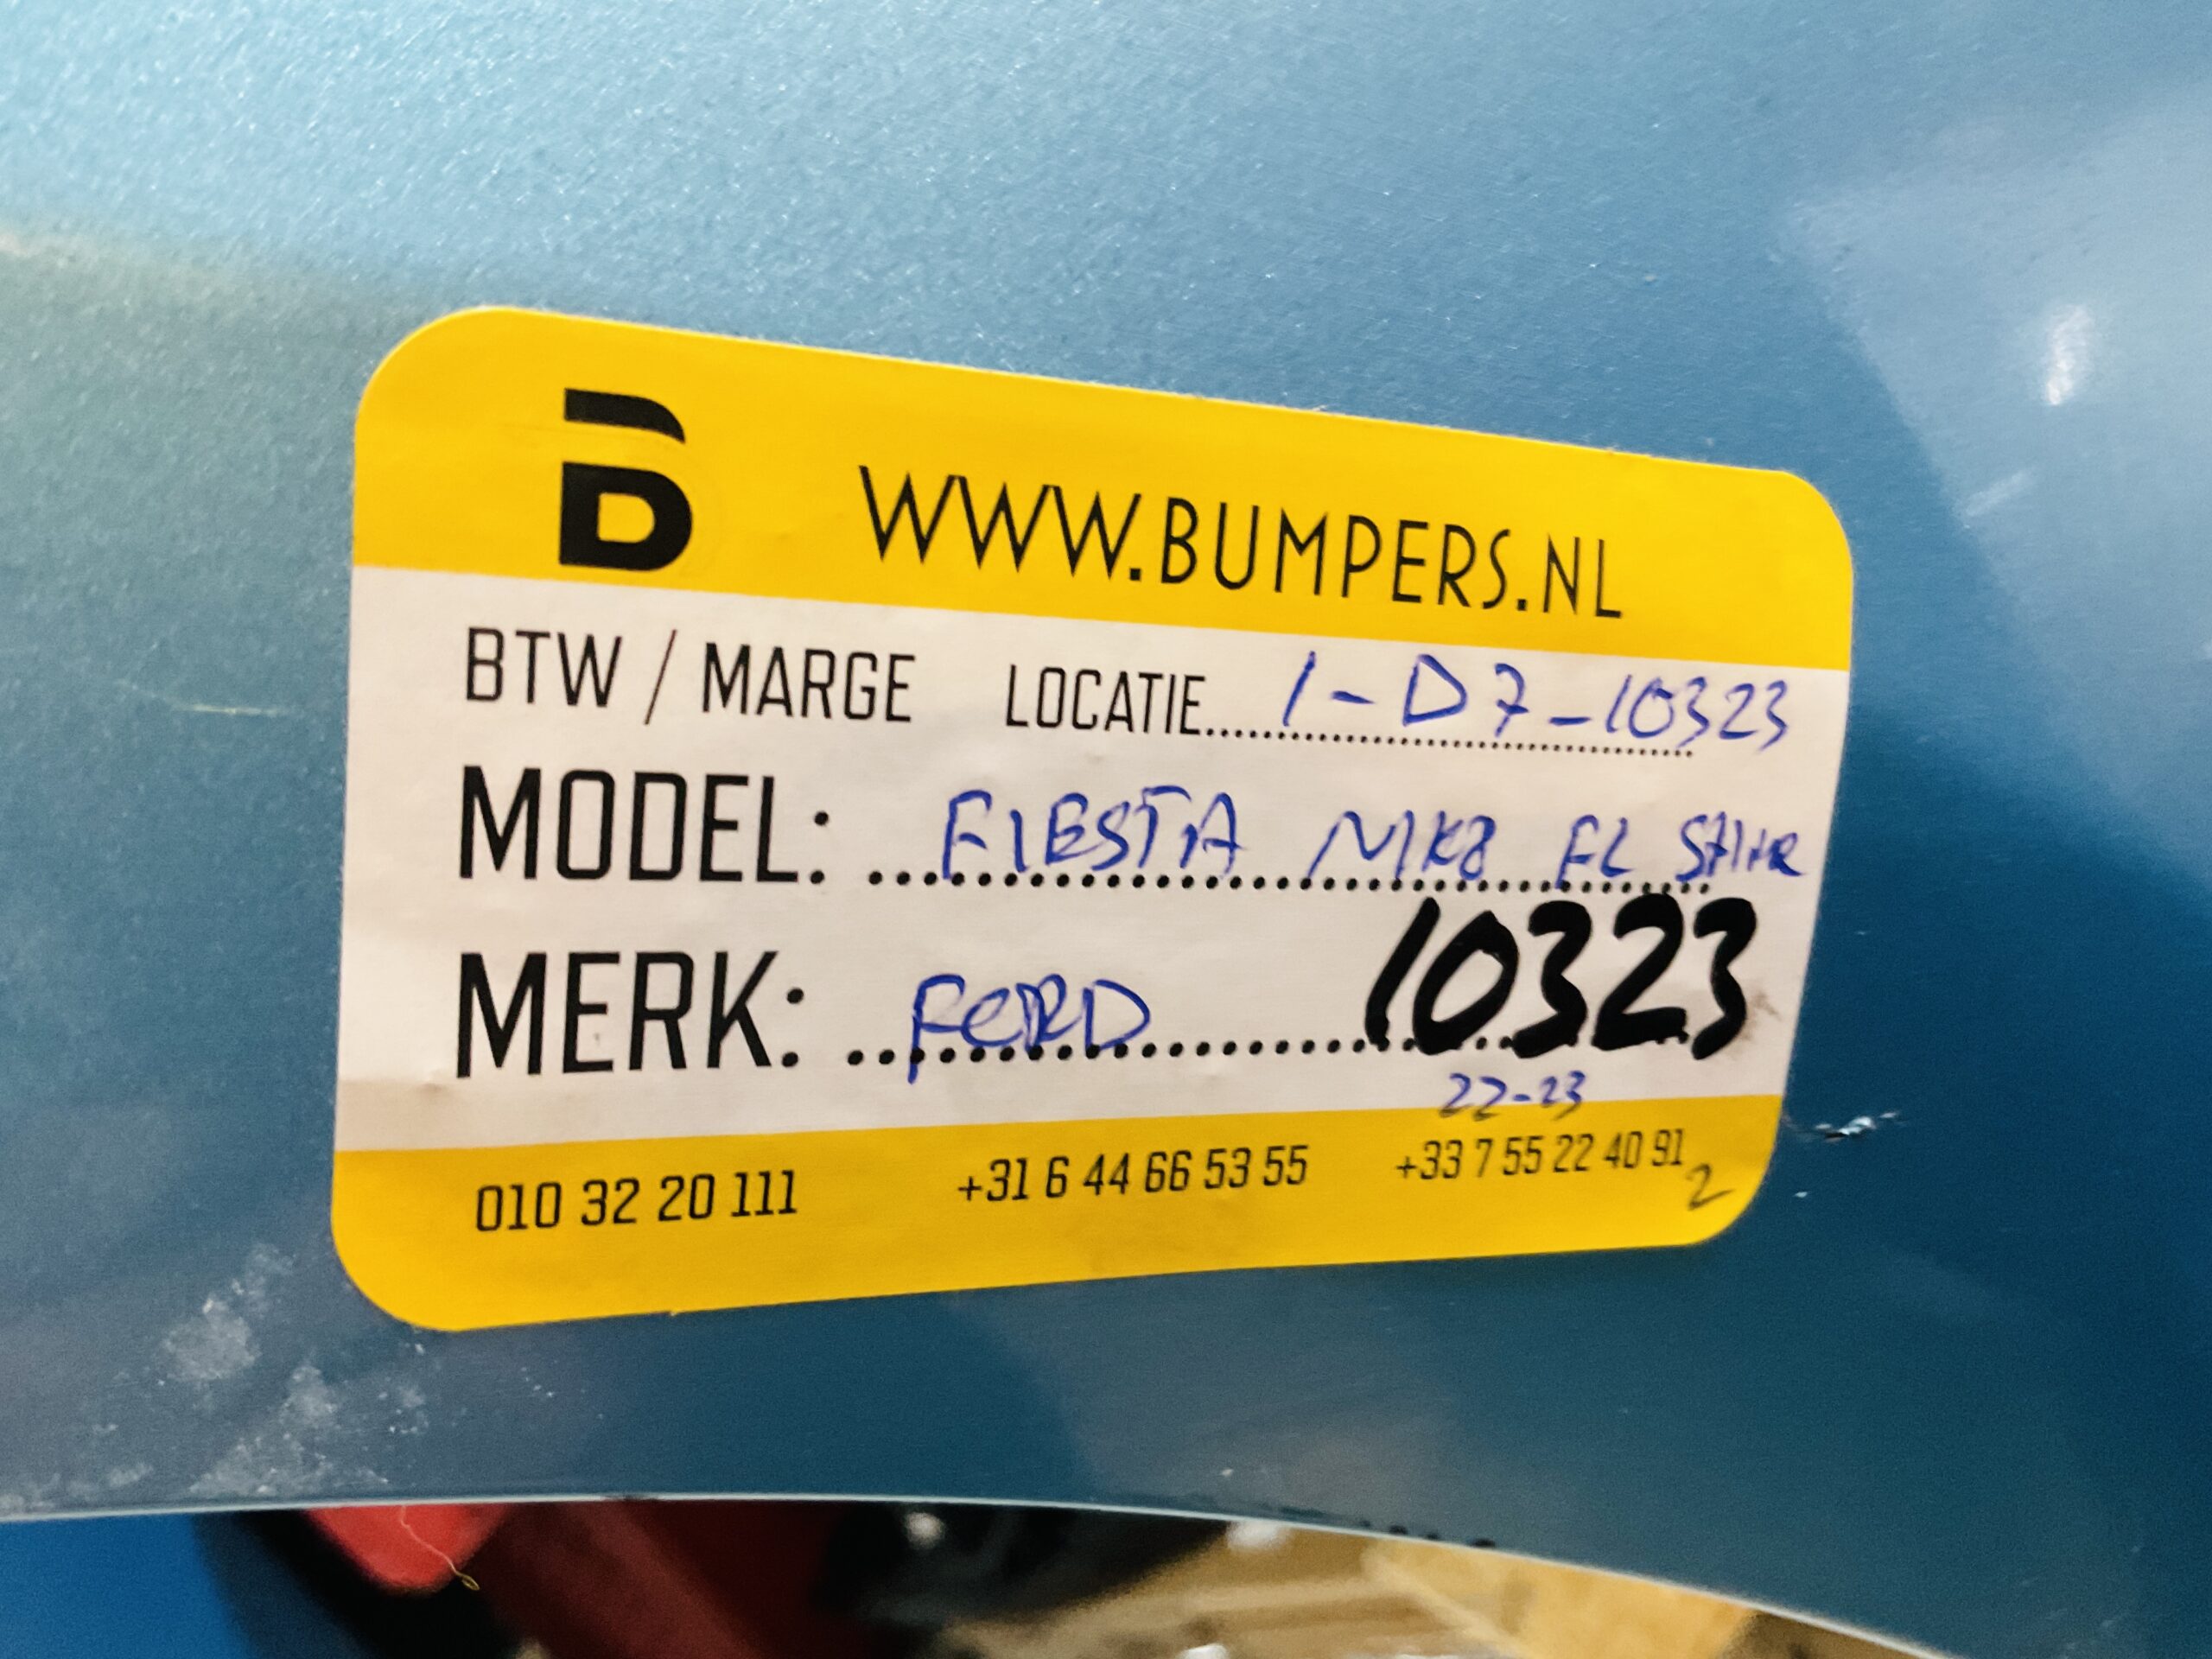 B WWW.BUMPERS.NL
BTW / MARGE LOCATIE 1-D7-10323
MODEL: FIESTA MK8 FL
MERK: FORD 10323
22-23
010 32 20 111 +31 6 44 66 53 55 +33 7 55 22 40 91 2